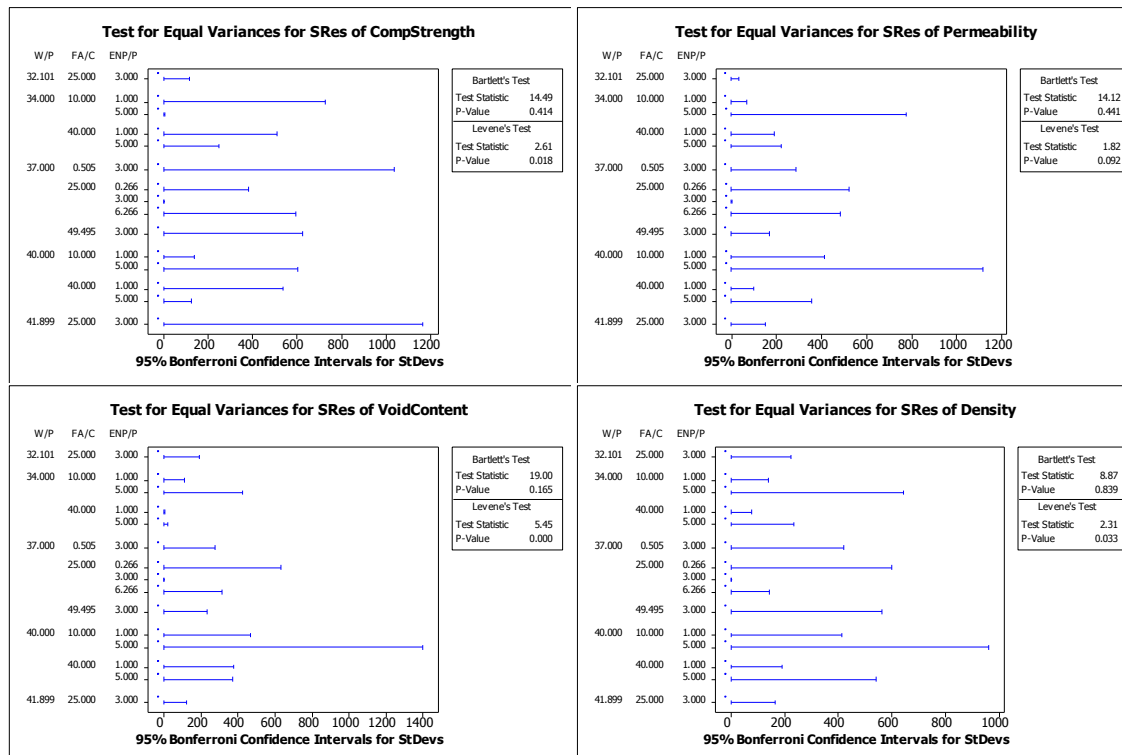 Test for Equal Variances for SRes of CompStrength
W/P FA/C ENP/P
32.101 25.000 3.000
34.000 10.000 1.000
5.000
40.000 1.000
5.000
37.000 0.505 3.000
25.000 0.266
3.000
6.266
49.495 3.000
40.000 10.000 1.000
5.000
40.000 1.000
5.000
41.899 25.000 3.000
0 200 400 600 800 1000 1200
95% Bonferroni Confidence Intervals for StDevs
Bartlett's Test
Test Statistic 14.49
P-Value 0.414
Levene's Test
Test Statistic 2.61
P-Value 0.018
Test for Equal Variances for SRes of Permeability
W/P FA/C ENP/P
32.101 25.000 3.000
34.000 10.000 1.000
5.000
40.000 1.000
5.000
37.000 0.505 3.000
25.000 0.266
3.000
6.266
49.495 3.000
40.000 10.000 1.000
5.000
40.000 1.000
5.000
41.899 25.000 3.000
0 200 400 600 800 1000 1200
95% Bonferroni Confidence Intervals for StDevs
Bartlett's Test
Test Statistic 14.12
P-Value 0.441
Levene's Test
Test Statistic 1.82
P-Value 0.092
Test for Equal Variances for SRes of VoidContent
W/P FA/C ENP/P
32.101 25.000 3.000
34.000 10.000 1.000
5.000
40.000 1.000
5.000
37.000 0.505 3.000
25.000 0.266
3.000
6.266
49.495 3.000
40.000 10.000 1.000
5.000
40.000 1.000
5.000
41.899 25.000 3.000
0 200 400 600 800 1000 1200 1400
95% Bonferroni Confidence Intervals for StDevs
Bartlett's Test
Test Statistic 19.00
P-Value 0.165
Levene's Test
Test Statistic 5.45
P-Value 0.000
Test for Equal Variances for SRes of Density
W/P FA/C ENP/P
32.101 25.000 3.000
34.000 10.000 1.000
5.000
40.000 1.000
5.000
37.000 0.505 3.000
25.000 0.266
3.000
6.266
49.495 3.000
40.000 10.000 1.000
5.000
40.000 1.000
5.000
41.899 25.000 3.000
0 200 400 600 800 1000
95% Bonferroni Confidence Intervals for StDevs
Bartlett's Test
Test Statistic 8.87
P-Value 0.839
Levene's Test
Test Statistic 2.31
P-Value 0.033